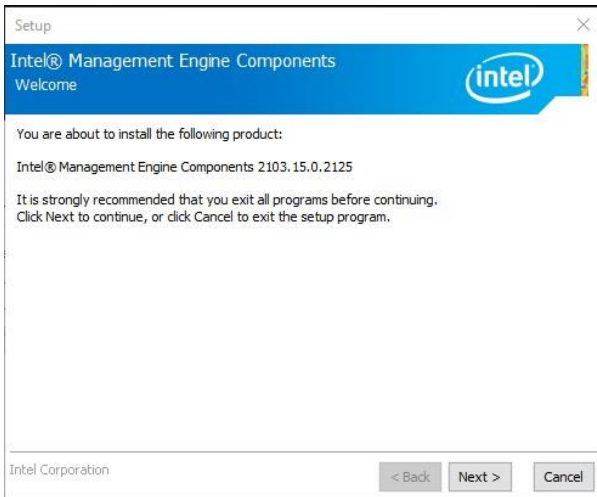 Setup
Intel® Management Engine Components
Welcome
intel
You are about to install the following product:
Intel® Management Engine Components 2103.15.0.2125
It is strongly recommended that you exit all programs before continuing.
Click Next to continue, or click Cancel to exit the setup program.
Intel Corporation
< Back Next > Cancel